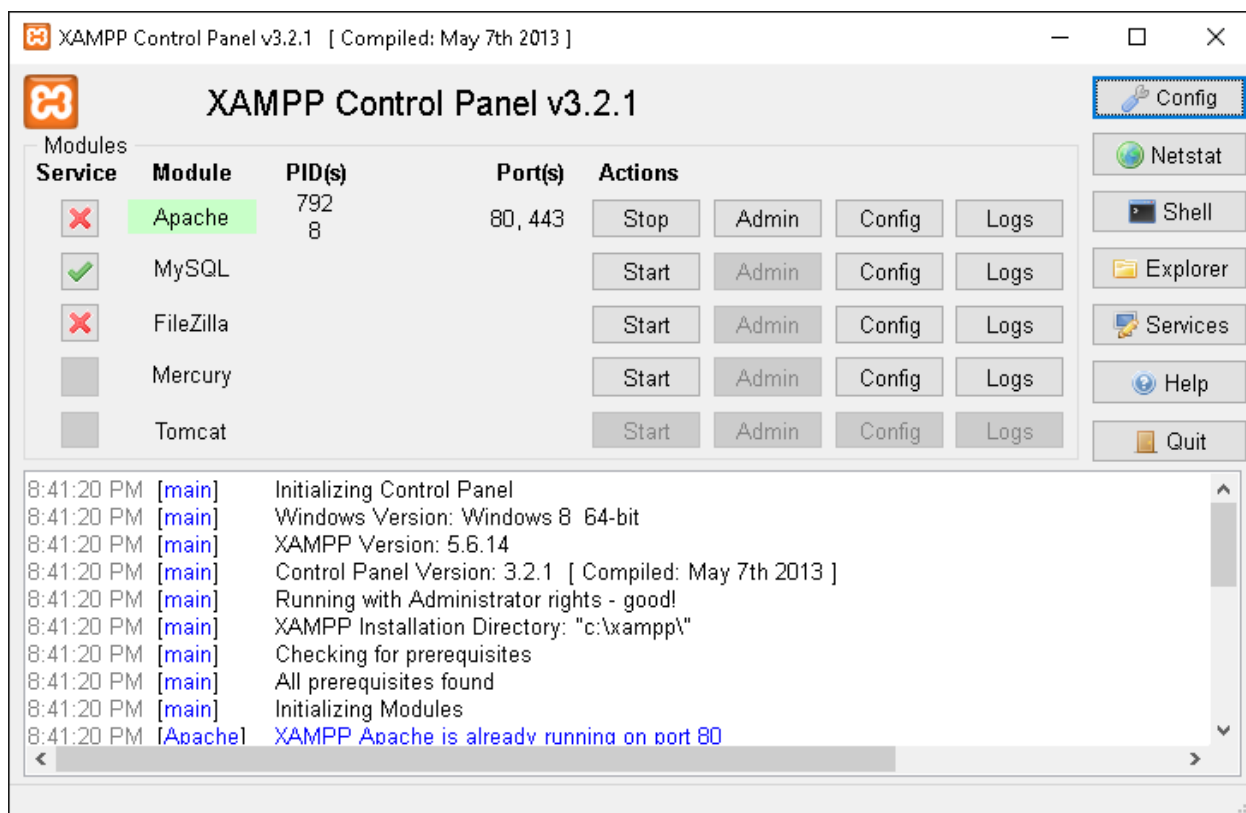 XAMPP Control Panel v3.2.1 [ Compiled: May 7th 2013 ]
XAMPP Control Panel v3.2.1
Config
Modules
Service Module PID(s) Port(s) Actions
Netstat
Apache 792 80, 443 Stop Admin Config Logs
8
Shell
MySQL Start Admin Config Logs
Explorer
FileZilla Start Admin Config Logs
Services
Mercury Start Admin Config Logs
Help
Tomcat Start Admin Config Logs
Quit
8:41:20 PM [main] Initializing Control Panel
8:41:20 PM [main] Windows Version: Windows 8 64-bit
8:41:20 PM [main] XAMPP Version: 5.6.14
8:41:20 PM [main] Control Panel Version: 3.2.1 [ Compiled: May 7th 2013 ]
8:41:20 PM [main] Running with Administrator rights - good!
8:41:20 PM [main] XAMPP Installation Directory: "c:\xampp\"
8:41:20 PM [main] Checking for prerequisites
8:41:20 PM [main] All prerequisites found
8:41:20 PM [main] Initializing Modules
8:41:20 PM [Apache] XAMPP Apache is already running on port 80